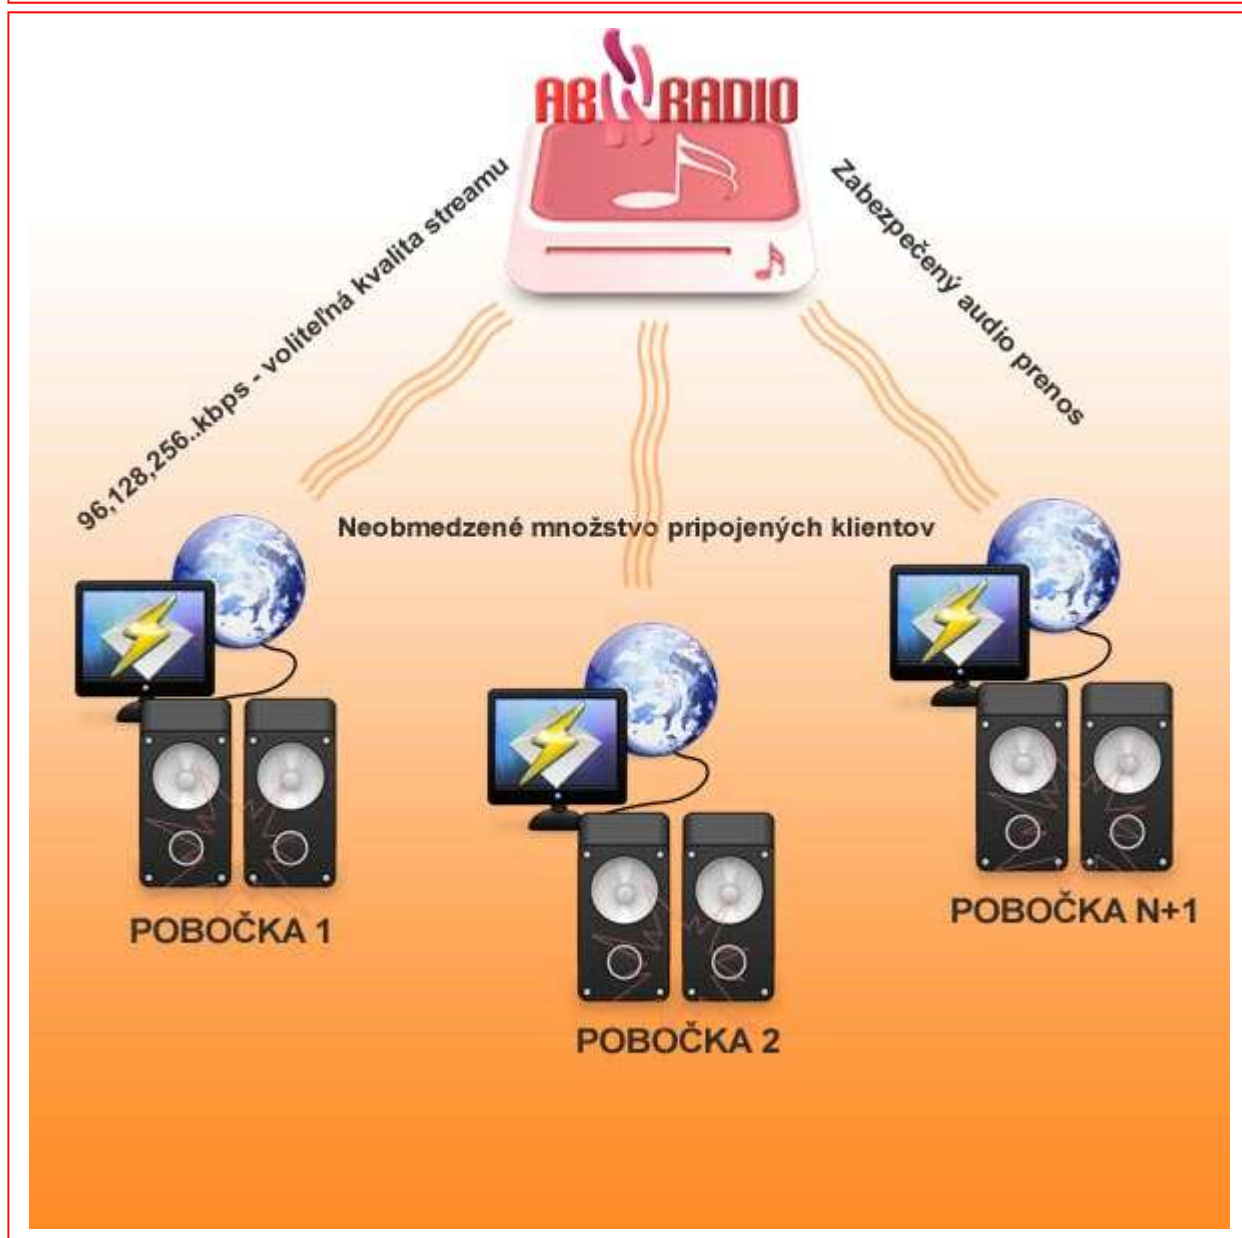 AB RADIO
96,128,256..kbps - voliteľná kvalita streamu
Zabezpečený audio prenos
Neobmedzené množstvo pripojených klientov
POBOČKA 1
POBOČKA 2
POBOČKA N+1